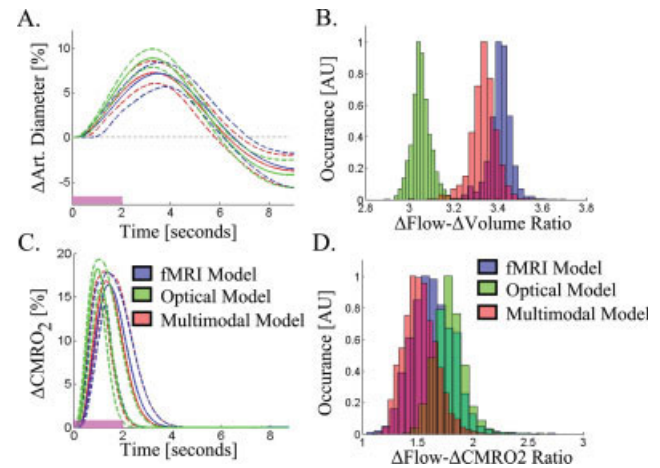 A.
ΔArt. Diameter [%]
15
10
5
0
-5
0 2 4 6 8
Time [seconds]
B.
Occurance [AU]
1
0.8
0.6
0.4
0.2
0
2.8 3 3.2 3.4 3.6 3.8
ΔFlow-ΔVolume Ratio
C.
ΔCMRO2 [%]
20
15
10
5
0
0 2 4 6 8
Time [seconds]
fMRI Model
Optical Model
Multimodal Model
D.
Occurance [AU]
1
0.8
0.6
0.4
0.2
0
1 1.5 2 2.5 3
ΔFlow-ΔCMRO2 Ratio
fMRI Model
Optical Model
Multimodal Model